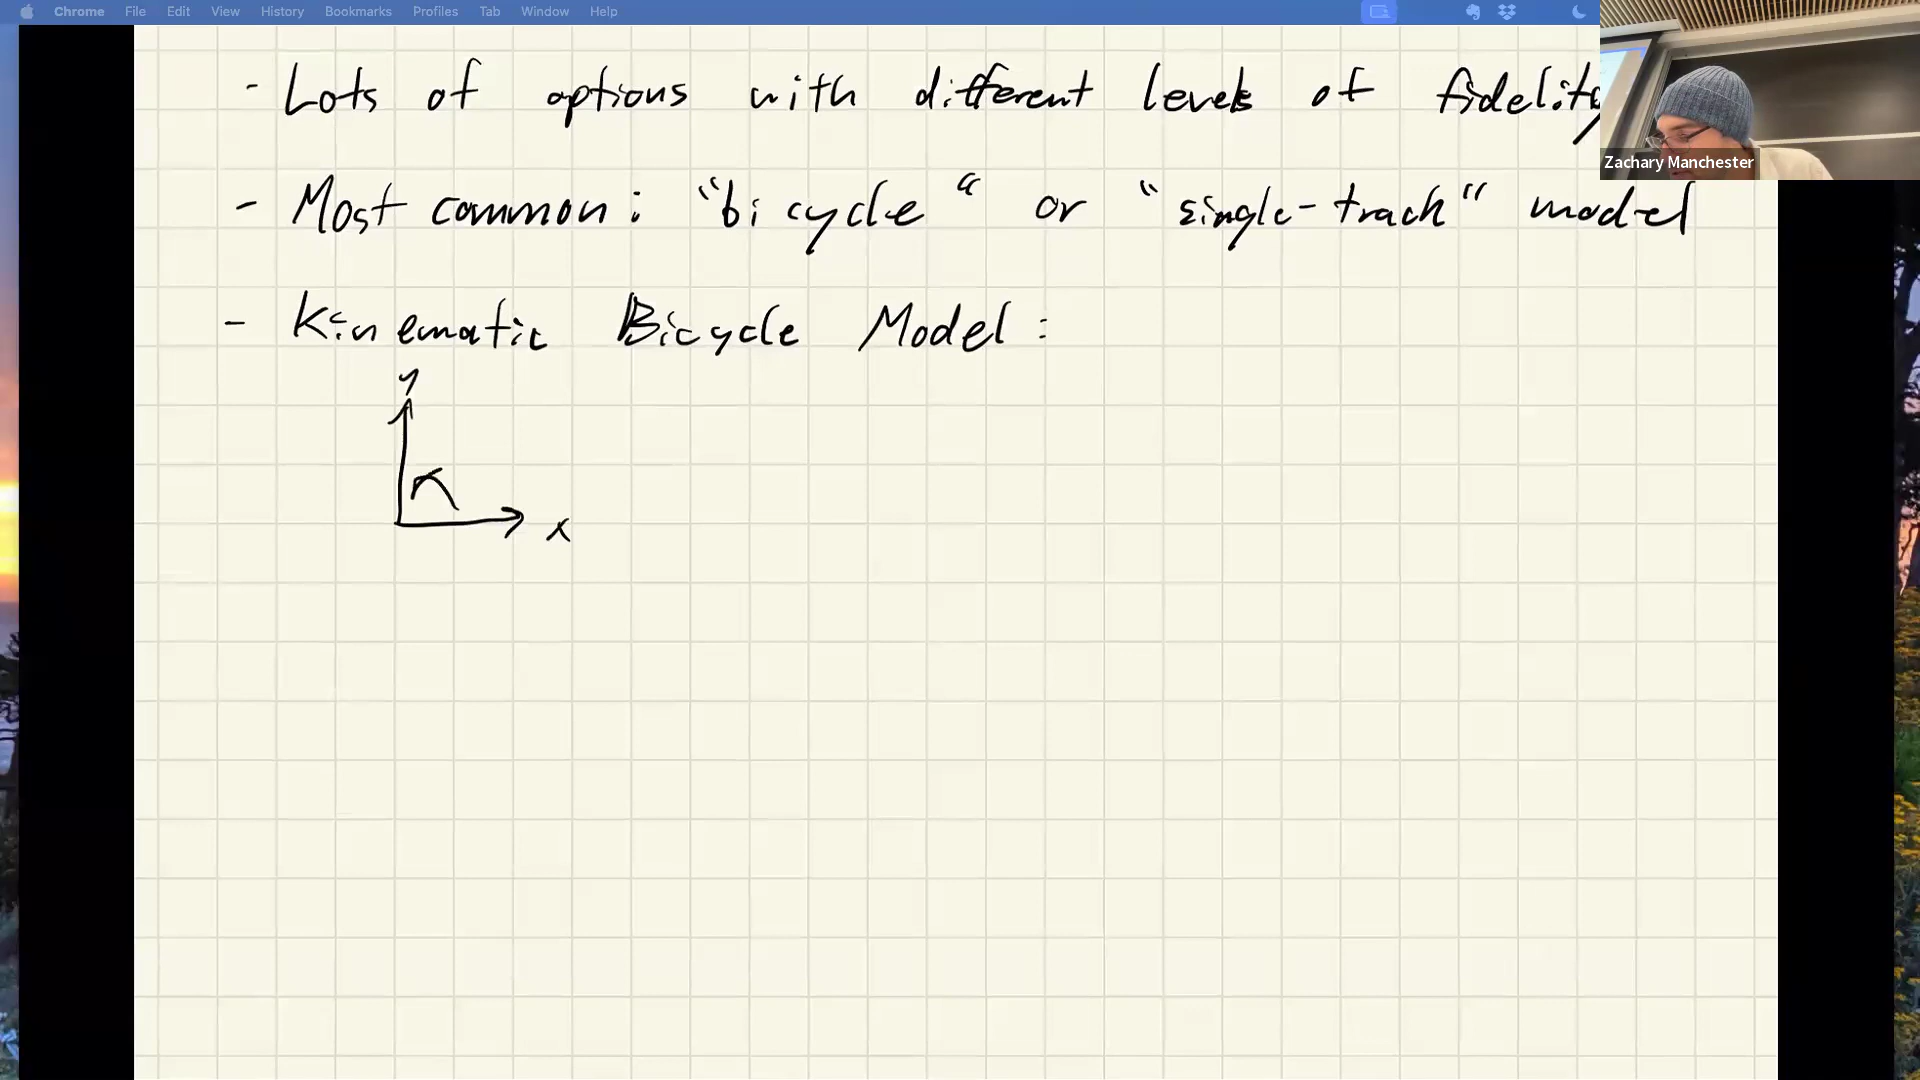 Chrome File Edit View History Bookmarks Profiles Tab Window Help
- Lots of options with different levels of fidelity
Zachary Manchester
- Most common: "bicycle" or "single-track" model
- Kinematic Bicycle Model:
y
x